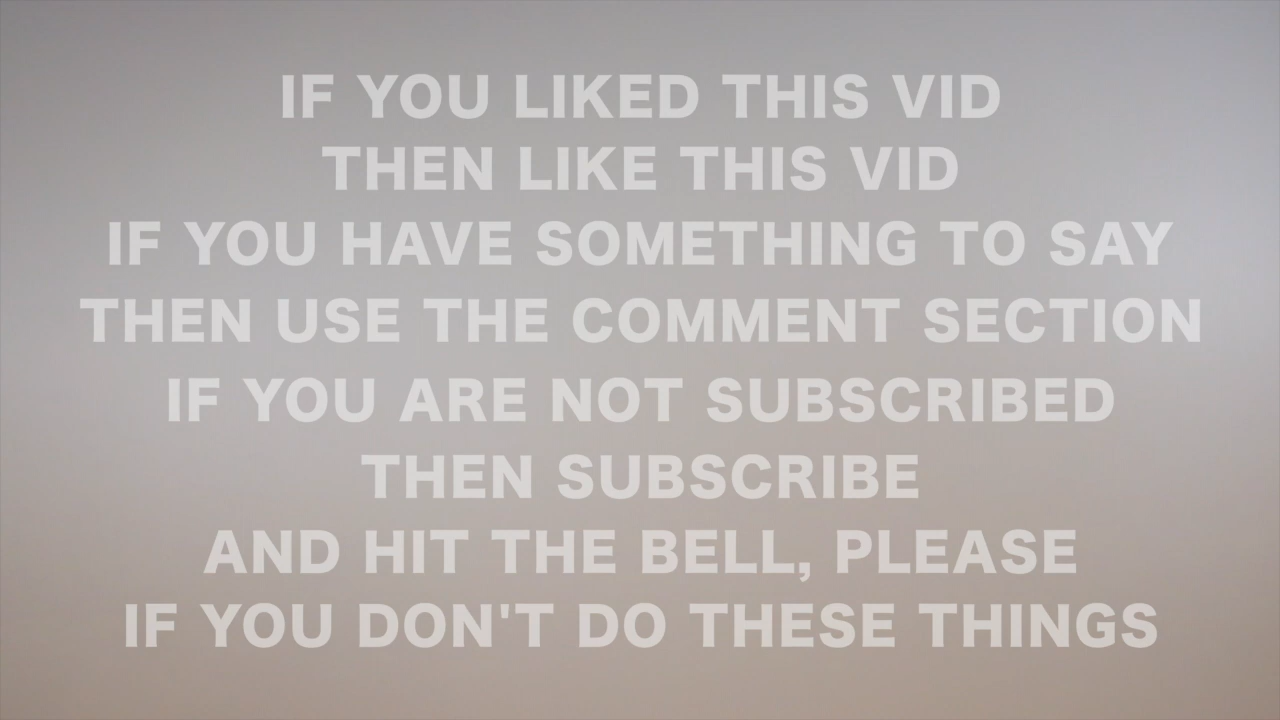 IF YOU LIKED THIS VID
THEN LIKE THIS VID
IF YOU HAVE SOMETHING TO SAY
THEN USE THE COMMENT SECTION
IF YOU ARE NOT SUBSCRIBED
THEN SUBSCRIBE
AND HIT THE BELL, PLEASE
IF YOU DON'T DO THESE THINGS